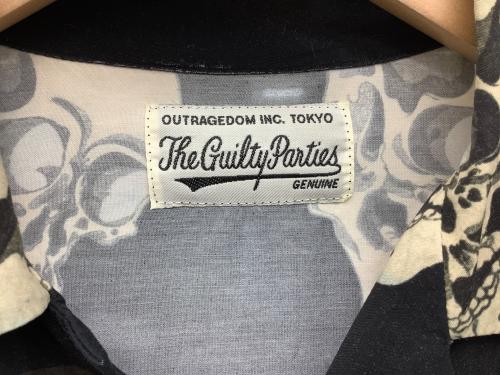 OUTRAGEDOM INC. TOKYO
The Guilty Parties
GENUINE